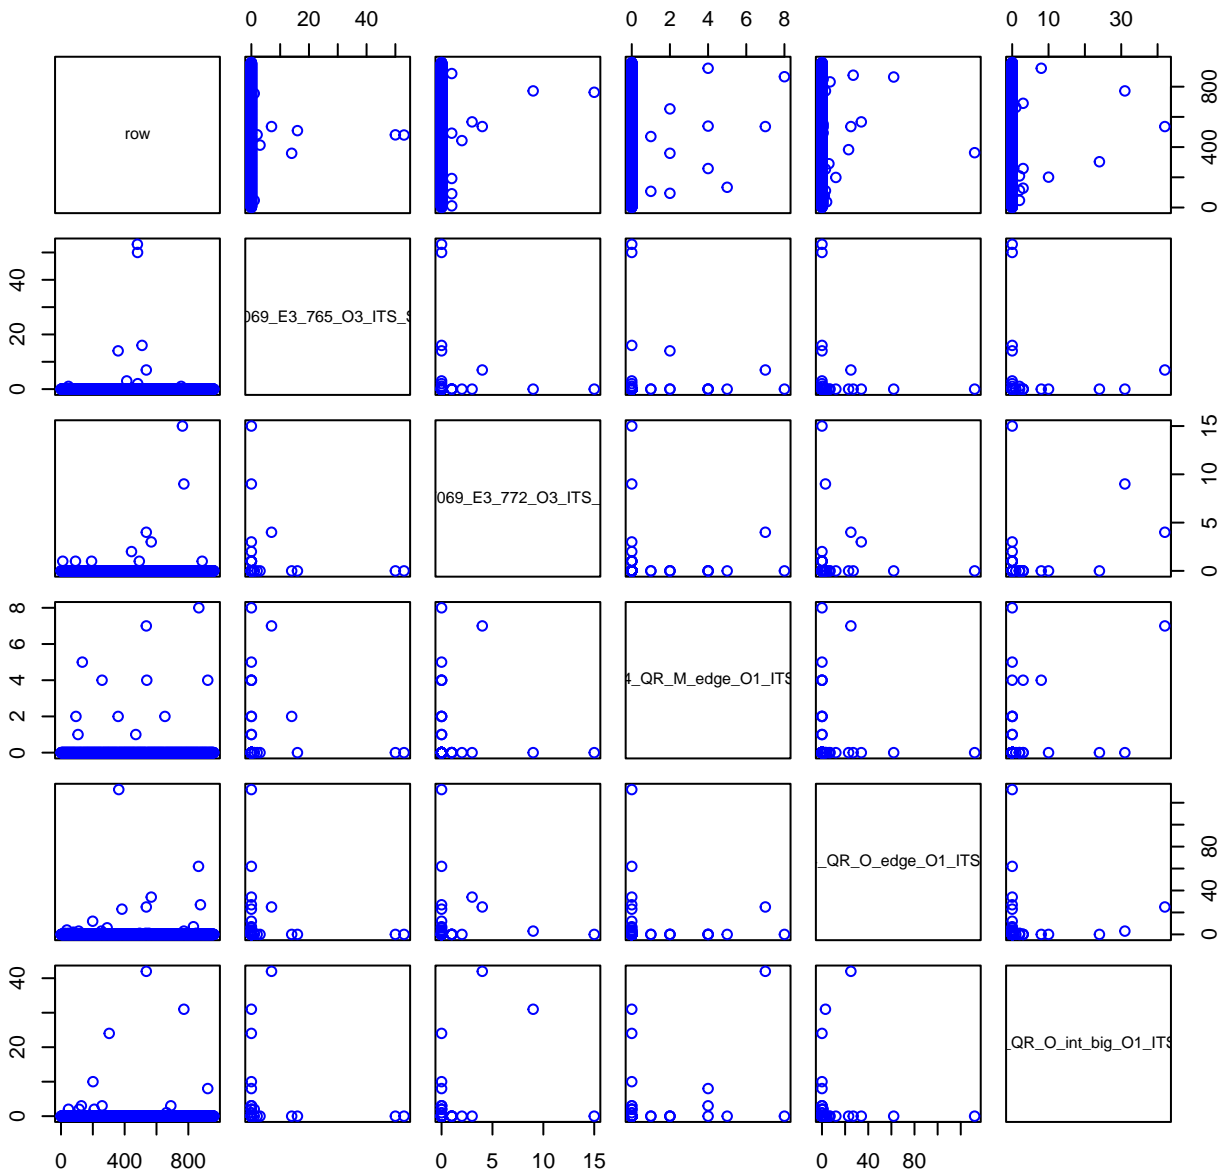 0 20 40
0 2 4 6 8
0 10 30
row
0 400 800
0 20 40
069_E3_765_O3_ITS_
069_E3_772_O3_ITS_
0 5 10 15
0 2 4 6 8
4_QR_M_edge_O1_ITS
_QR_O_edge_O1_ITS
0 40 80
0 20 40
_QR_O_int_big_O1_ITS
0 400 800
0 5 10 15
0 40 80